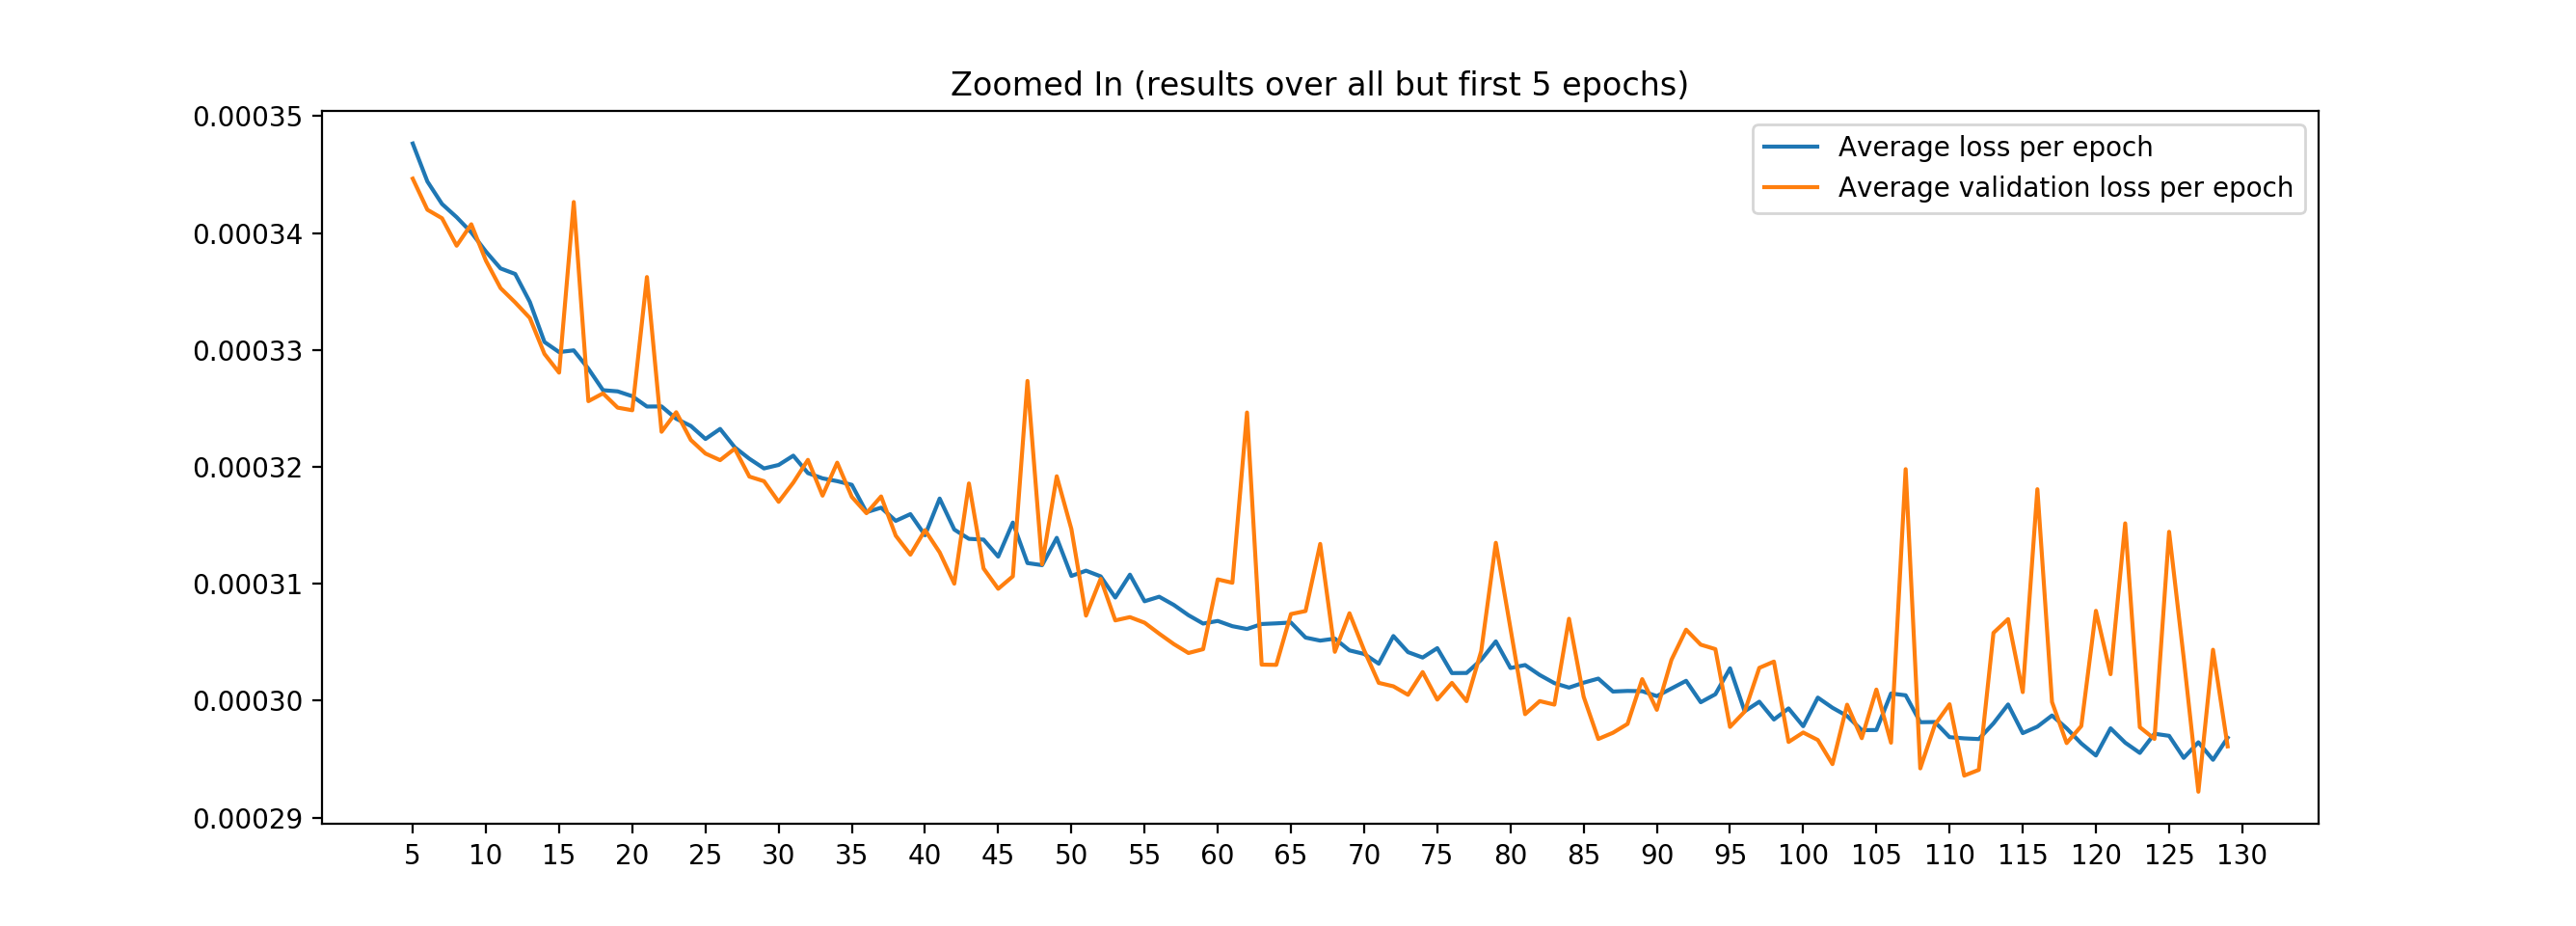 Zoomed In (results over all but first 5 epochs)
0.00035
Average loss per epoch
Average validation loss per epoch
0.00034
0.00033
0.00032
0.00031
0.00030
0.00029
5 10 15 20 25 30 35 40 45 50 55 60 65 70 75 80 85 90 95 100 105 110 115 120 125 130